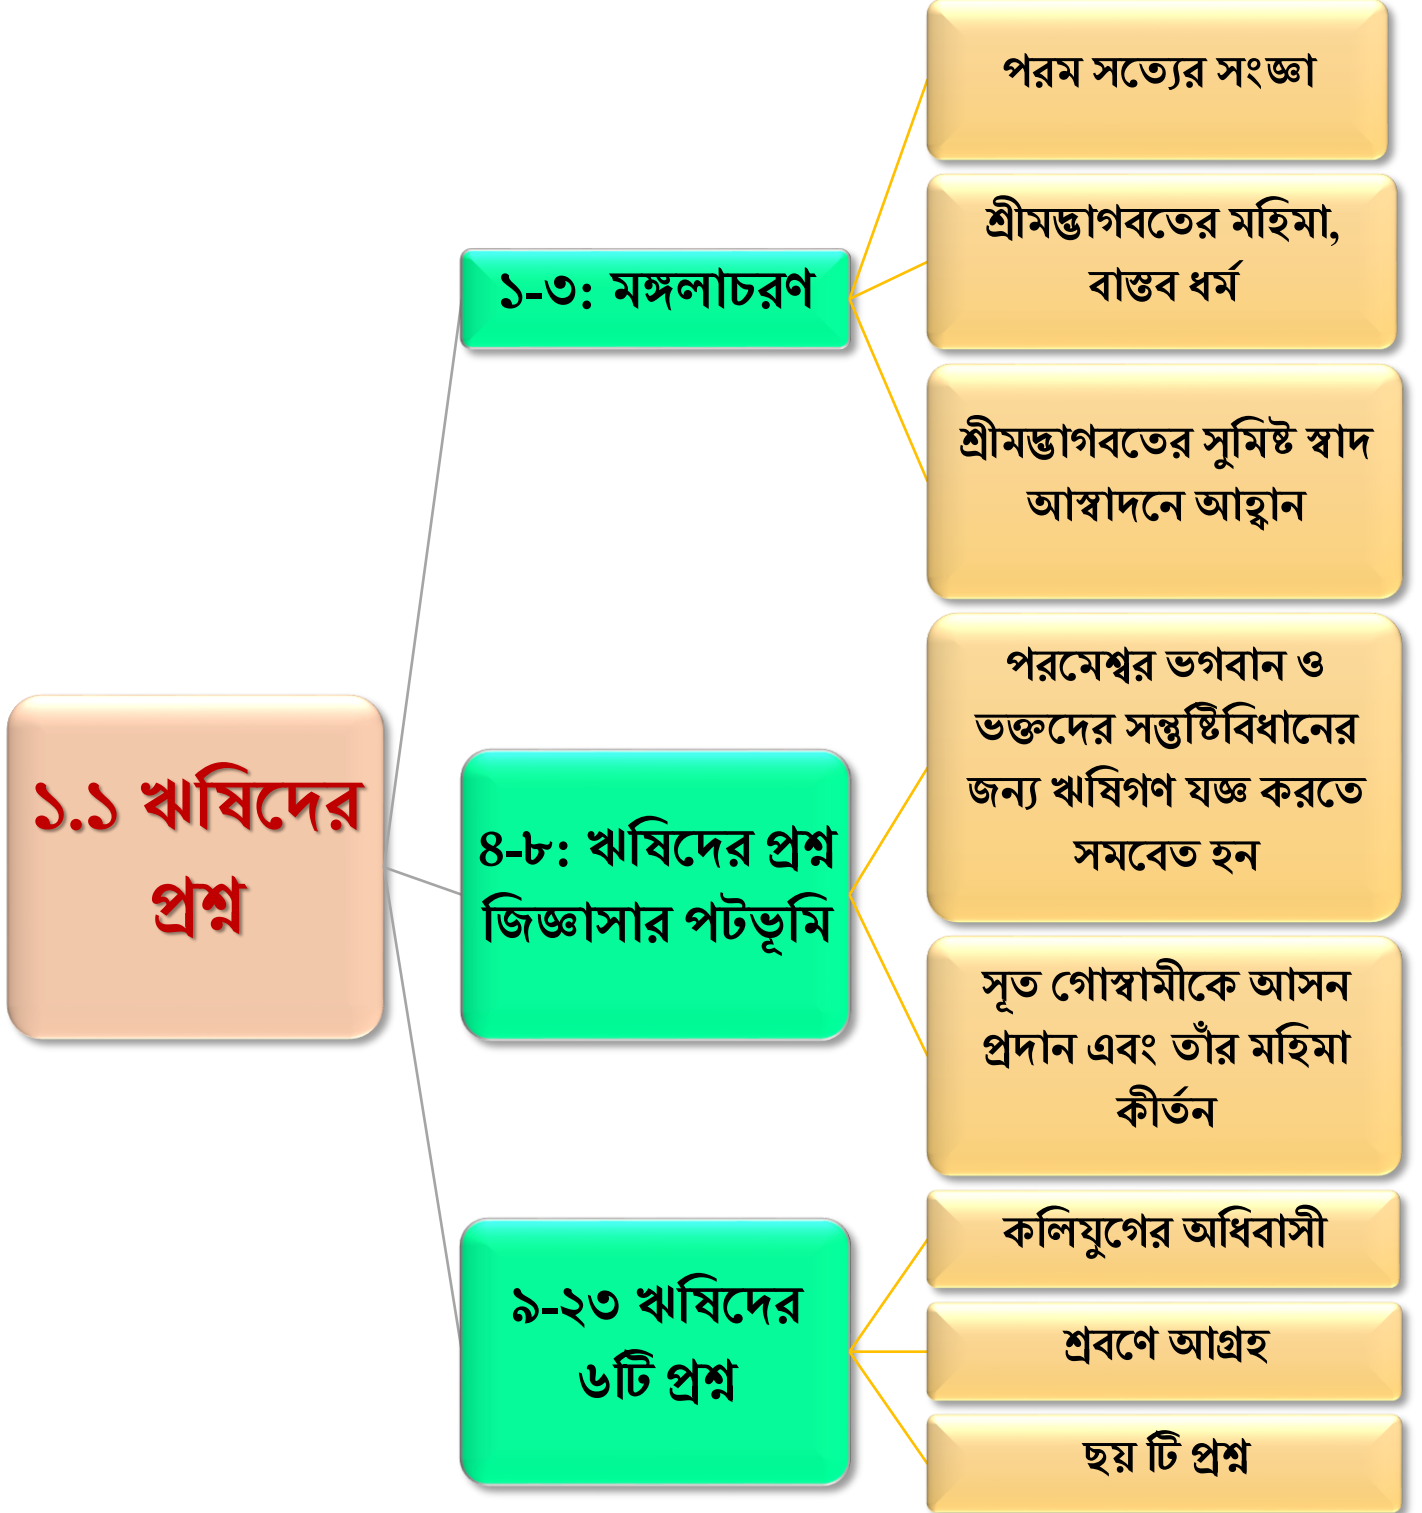 ১.১ ঋষিদের
প্রশ্ন
১-৩: মঙ্গলাচরণ
পরম সত্যের সংজ্ঞা
শ্রীমদ্ভাগবতের মহিমা,
বাস্তব ধর্ম
শ্রীমদ্ভাগবতের সুমিষ্ট স্বাদ
আস্বাদনে আহ্বান
৪-৮: ঋষিদের প্রশ্ন
জিজ্ঞাসার পটভূমি
পরমেশ্বর ভগবান ও
ভক্তদের সন্তুষ্টিবিধানের
জন্য ঋষিগণ যজ্ঞ করতে
সমবেত হন
সূত গোস্বামীকে আসন
প্রদান এবং তাঁর মহিমা
কীর্তন
৯-২৩ ঋষিদের
৬টি প্রশ্ন
কলিযুগের অধিবাসী
শ্রবণে আগ্রহ
ছয় টি প্রশ্ন